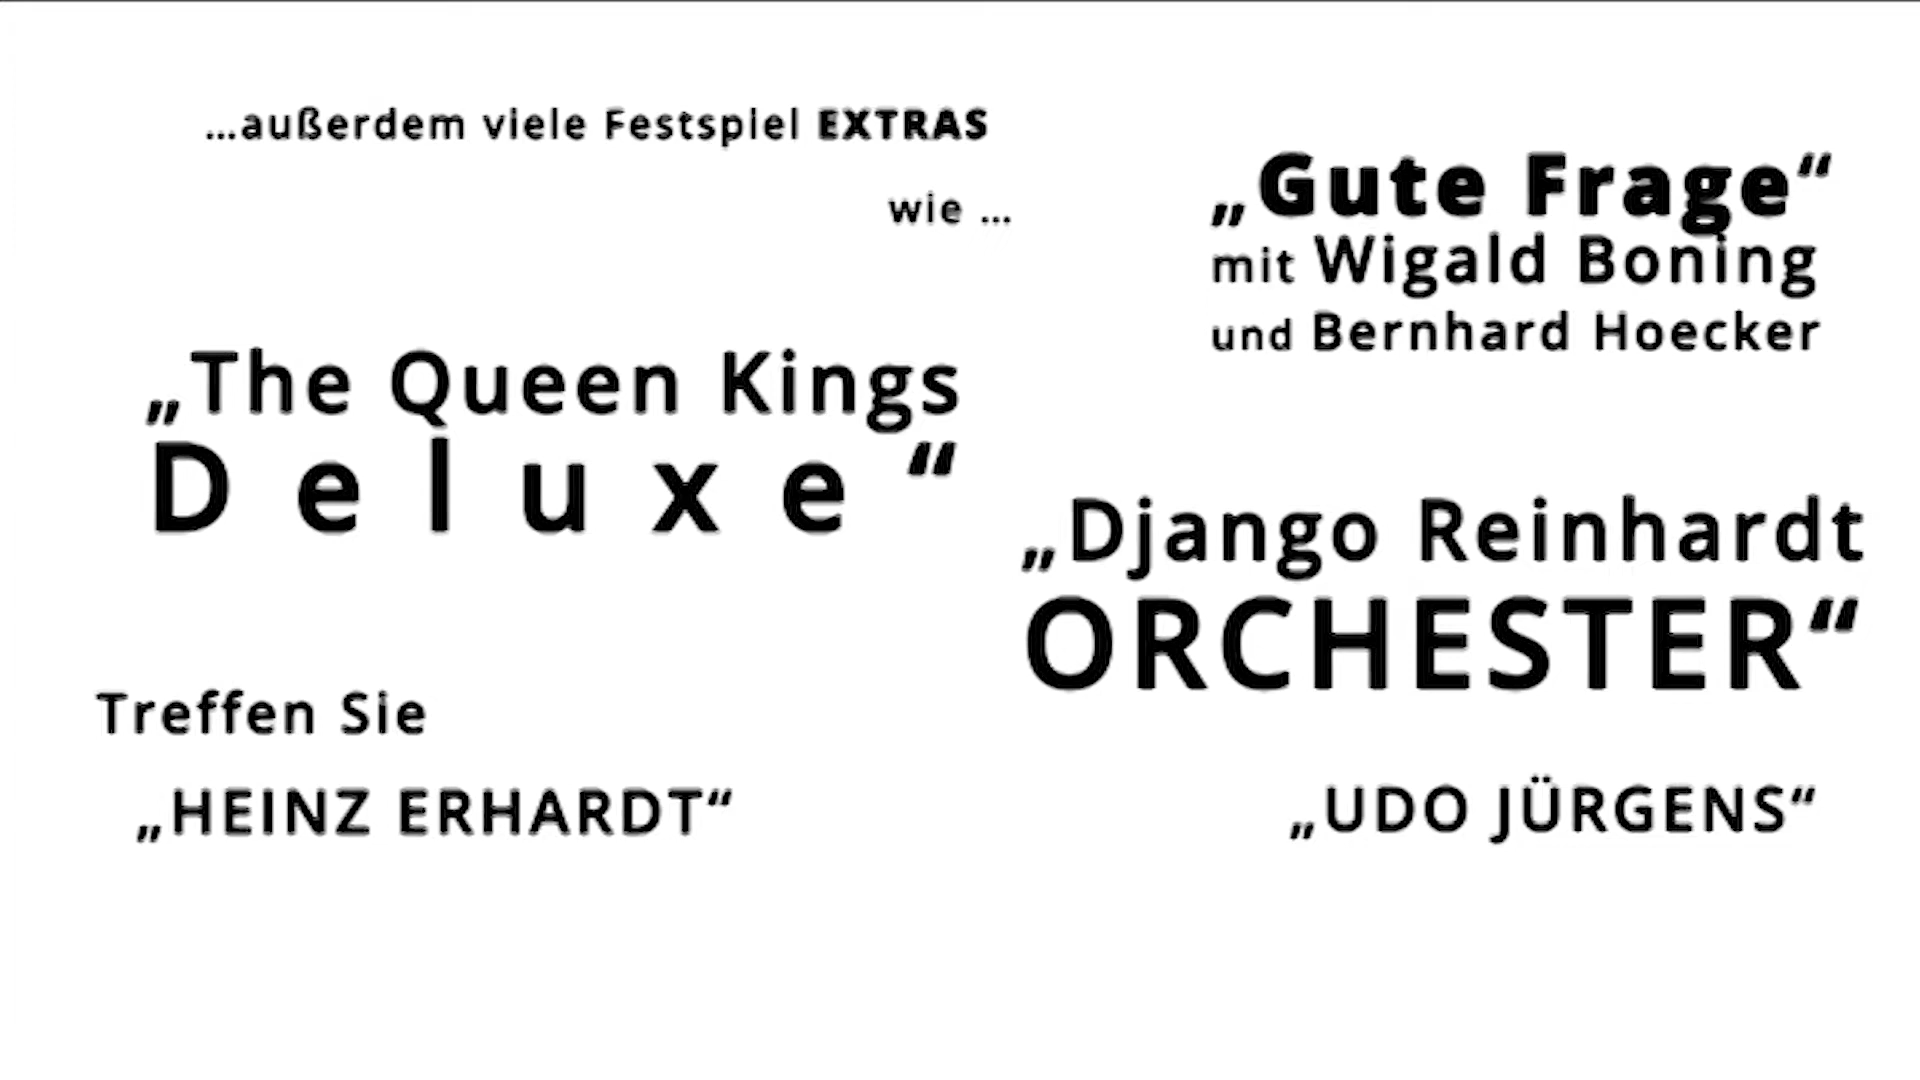 …außerdem viele Festspiel EXTRAS
wie …
„Gute Frage“
mit Wigald Boning
und Bernhard Hoecker
„The Queen Kings
Deluxe“
„Django Reinhardt
ORCHESTER“
Treffen Sie
„HEINZ ERHARDT“
„UDO JÜRGENS“